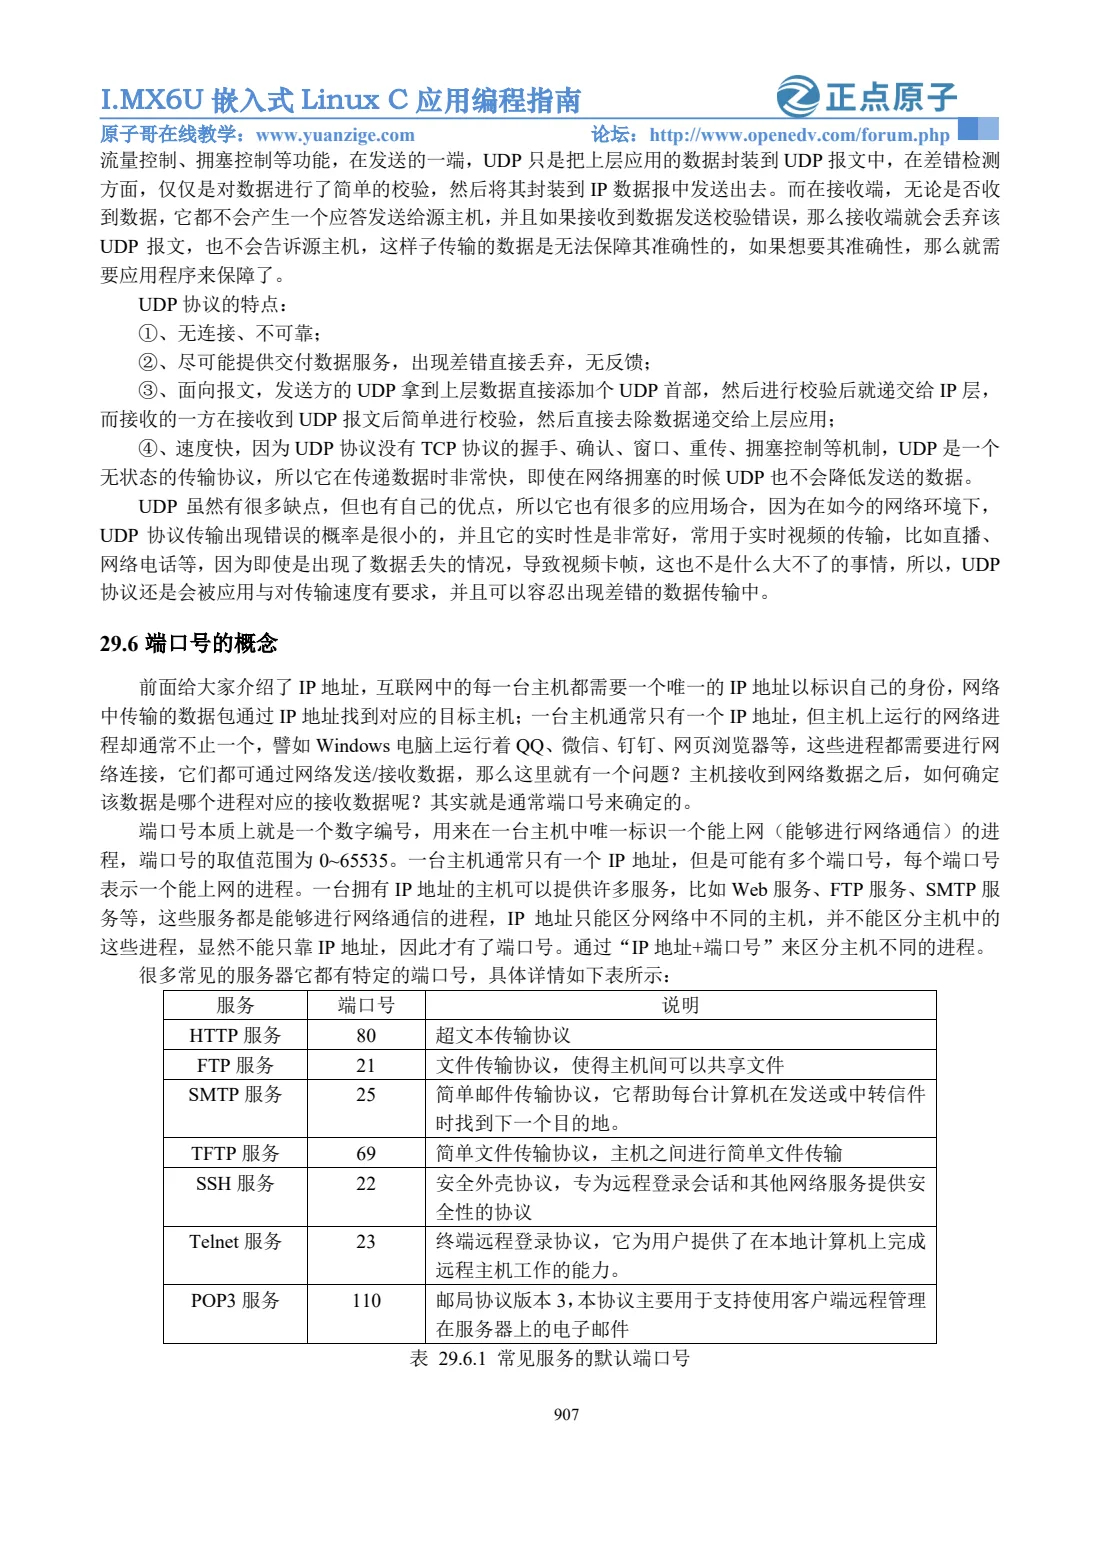 I.MX6U 嵌入式 Linux C 应用编程指南
正点原子
原子哥在线教学：www.yuanzige.com 论坛：http://www.openedv.com/forum.php
流量控制、拥塞控制等功能，在发送的一端，UDP 只是把上层应用的数据封装到 UDP 报文中，在差错检测
方面，仅仅是对数据进行了简单的校验，然后将其封装到 IP 数据报中发送出去。而在接收端，无论是否收
到数据，它都不会产生一个应答发送给源主机，并且如果接收到数据发送校验错误，那么接收端就会丢弃该
UDP 报文，也不会告诉源主机，这样子传输的数据是无法保障其准确性的，如果想要其准确性，那么就需
要应用程序来保障了。
UDP 协议的特点：
①、无连接、不可靠；
②、尽可能提供交付数据服务，出现差错直接丢弃，无反馈；
③、面向报文，发送方的 UDP 拿到上层数据直接添加个 UDP 首部，然后进行校验后就递交给 IP 层，
而接收的一方在接收到 UDP 报文后简单进行校验，然后直接去除数据递交给上层应用；
④、速度快，因为 UDP 协议没有 TCP 协议的握手、确认、窗口、重传、拥塞控制等机制，UDP 是一个
无状态的传输协议，所以它在传递数据时非常快，即使在网络拥塞的时候 UDP 也不会降低发送的数据。
UDP 虽然有很多缺点，但也有自己的优点，所以它也有很多的应用场合，因为在如今的网络环境下，
UDP 协议传输出现错误的概率是很小的，并且它的实时性是非常好，常用于实时视频的传输，比如直播、
网络电话等，因为即使是出现了数据丢失的情况，导致视频卡帧，这也不是什么大不了的事情，所以，UDP
协议还是会被应用与对传输速度有要求，并且可以容忍出现差错的数据传输中。
29.6 端口号的概念
前面给大家介绍了 IP 地址，互联网中的每一台主机都需要一个唯一的 IP 地址以标识自己的身份，网络
中传输的数据包通过 IP 地址找到对应的目标主机；一台主机通常只有一个 IP 地址，但主机上运行的网络进
程却通常不止一个，譬如 Windows 电脑上运行着 QQ、微信、钉钉、网页浏览器等，这些进程都需要进行网
络连接，它们都可通过网络发送/接收数据，那么这里就有一个问题？主机接收到网络数据之后，如何确定
该数据是哪个进程对应的接收数据呢？其实就是通常端口号来确定的。
端口号本质上就是一个数字编号，用来在一台主机中唯一标识一个能上网（能够进行网络通信）的进
程，端口号的取值范围为 0~65535。一台主机通常只有一个 IP 地址，但是可能有多个端口号，每个端口号
表示一个能上网的进程。一台拥有 IP 地址的主机可以提供许多服务，比如 Web 服务、FTP 服务、SMTP 服
务等，这些服务都是能够进行网络通信的进程，IP 地址只能区分网络中不同的主机，并不能区分主机中的
这些进程，显然不能只靠 IP 地址，因此才有了端口号。通过“IP 地址+端口号”来区分主机不同的进程。
很多常见的服务器它都有特定的端口号，具体详情如下表所示：
服务 端口号 说明
HTTP 服务 80 超文本传输协议
FTP 服务 21 文件传输协议，使得主机间可以共享文件
SMTP 服务 25 简单邮件传输协议，它帮助每台计算机在发送或中转信件
时找到下一个目的地。
TFTP 服务 69 简单文件传输协议，主机之间进行简单文件传输
SSH 服务 22 安全外壳协议，专为远程登录会话和其他网络服务提供安
全性的协议
Telnet 服务 23 终端远程登录协议，它为用户提供了在本地计算机上完成
远程主机工作的能力。
POP3 服务 110 邮局协议版本 3，本协议主要用于支持使用客户端远程管理
在服务器上的电子邮件
表 29.6.1 常见服务的默认端口号
907